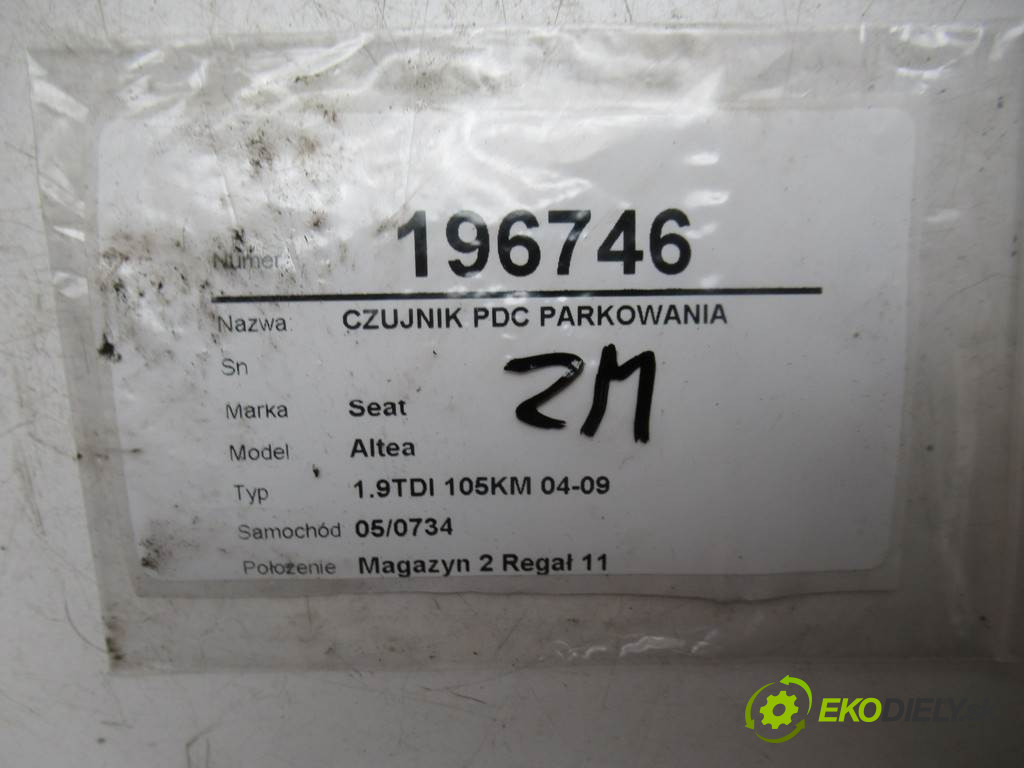 Numer: 196746
Nazwa: CZUJNIK PDC PARKOWANIA
Sn
ZM
Marka Seat
Model Altea
Typ 1.9TDI 105KM 04-09
Samochód 05/0734
Położenie Magazyn 2 Regał 11
EKODIELY